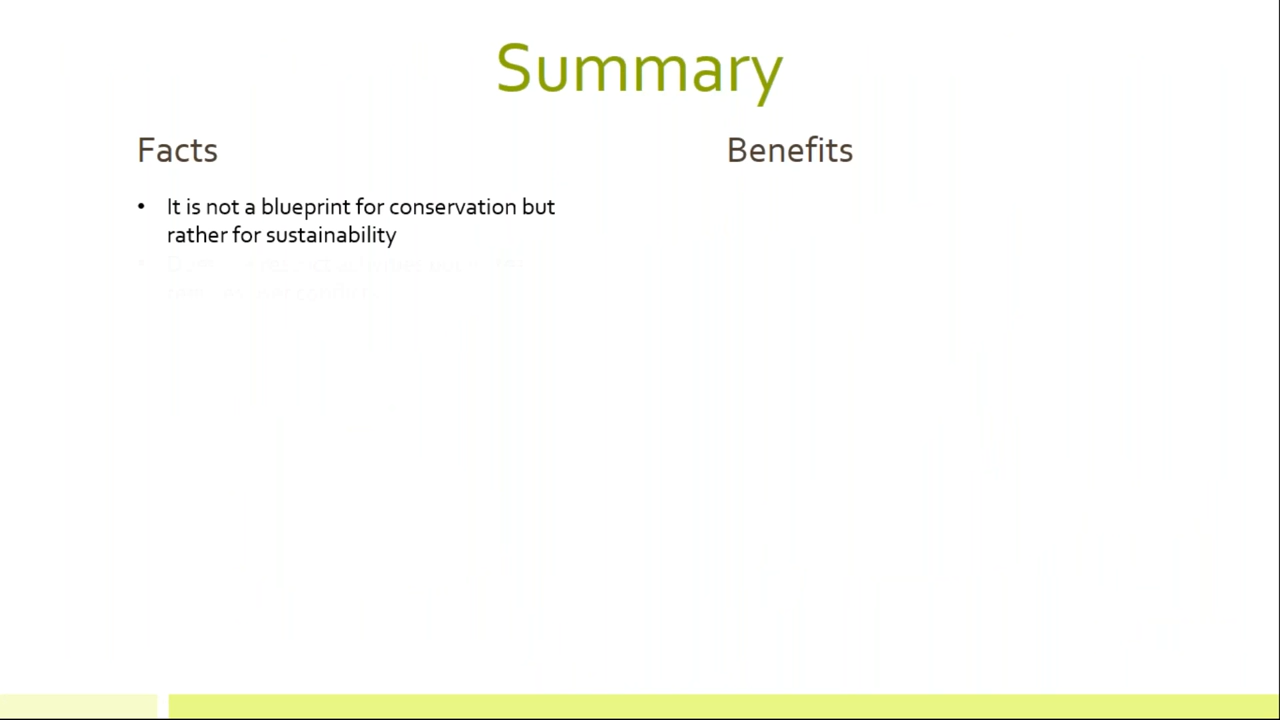 Summary
Facts
• It is not a blueprint for conservation but
rather for sustainability
Benefits